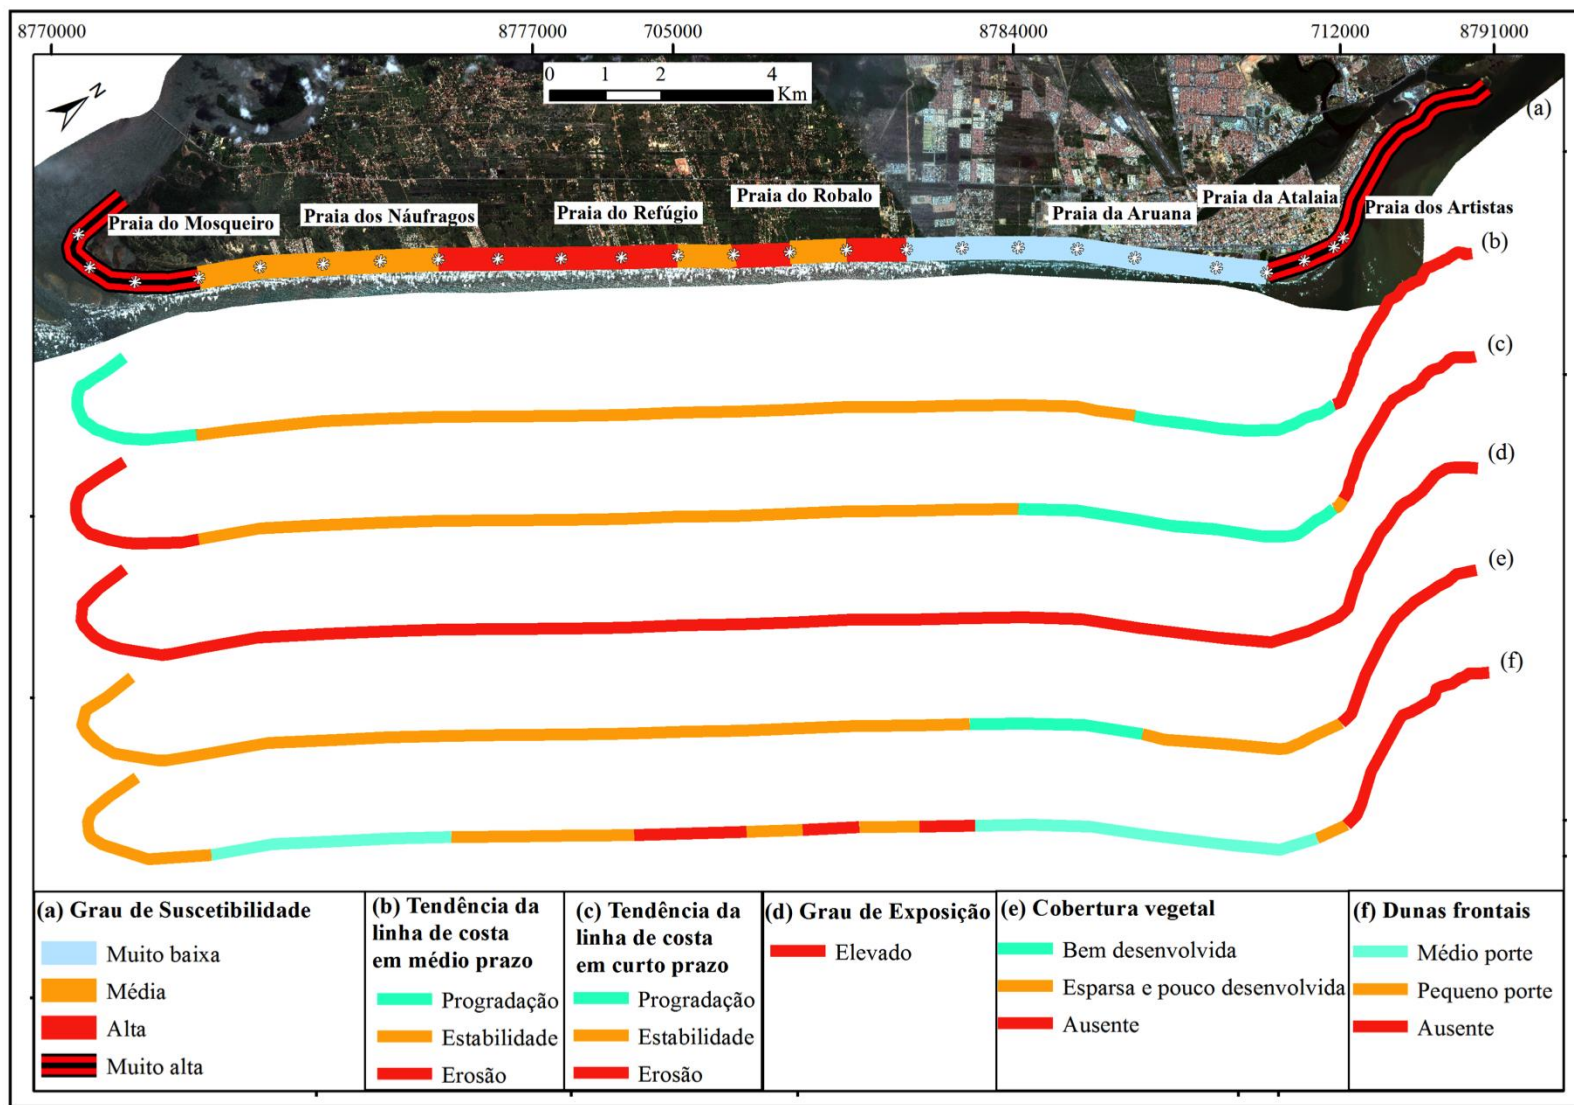 8770000 8777000 705000 8784000 712000 8791000
N
0 1 2 4
Km
(a)
Praia do Robalo
Praia da Atalaia
Praia do Mosqueiro Praia dos Náufragos Praia do Refúgio Praia da Aruana Praia dos Artistas
(b)
(c)
(d)
(e)
(f)
(a) Grau de Suscetibilidade
Muito baixa
Média
Alta
Muito alta
(b) Tendência da
linha de costa
em médio prazo
Progradação
Estabilidade
Erosão
(c) Tendência da
linha de costa
em curto prazo
Progradação
Estabilidade
Erosão
(d) Grau de Exposição
Elevado
(e) Cobertura vegetal
Bem desenvolvida
Esparsa e pouco desenvolvida
Ausente
(f) Dunas frontais
Médio porte
Pequeno porte
Ausente